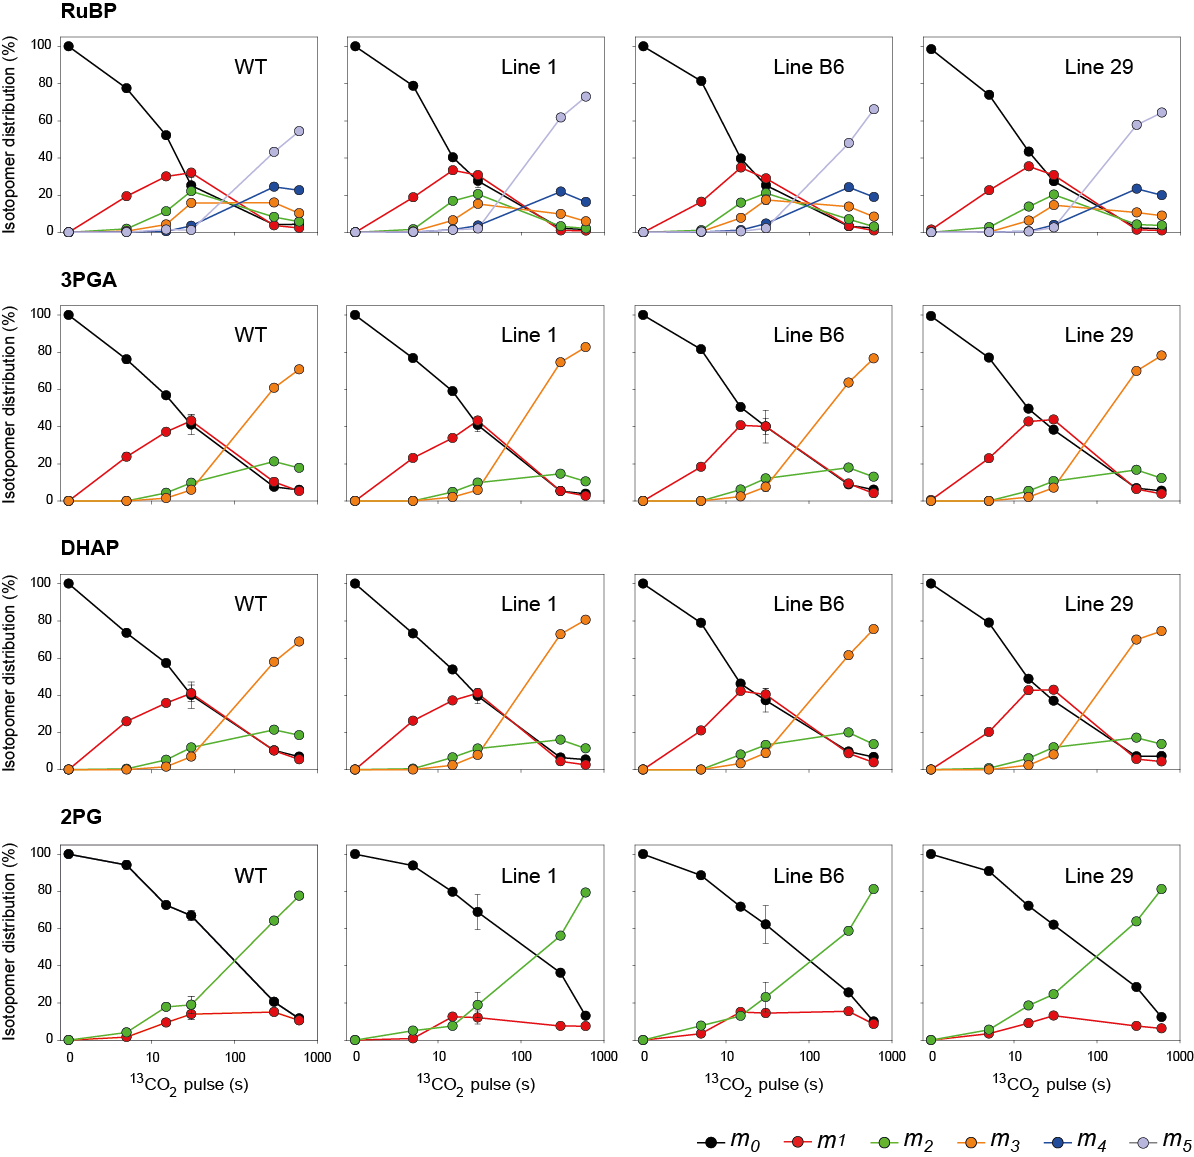 RuBP
Isotopomer distribution (%)
100
80
60
40
20
0
WT
Line 1
Line B6
Line 29
3PGA
Isotopomer distribution (%)
100
80
60
40
20
0
WT
Line 1
Line B6
Line 29
DHAP
Isotopomer distribution (%)
100
80
60
40
20
0
WT
Line 1
Line B6
Line 29
2PG
Isotopomer distribution (%)
100
80
60
40
20
0
WT
Line 1
Line B6
Line 29
0 10 100 1000 0 10 100 1000 0 10 100 1000 0 10 100 1000
¹³CO₂ pulse (s) ¹³CO₂ pulse (s) ¹³CO₂ pulse (s) ¹³CO₂ pulse (s)
m₀ m1 m₂ m₃ m₄ m₅